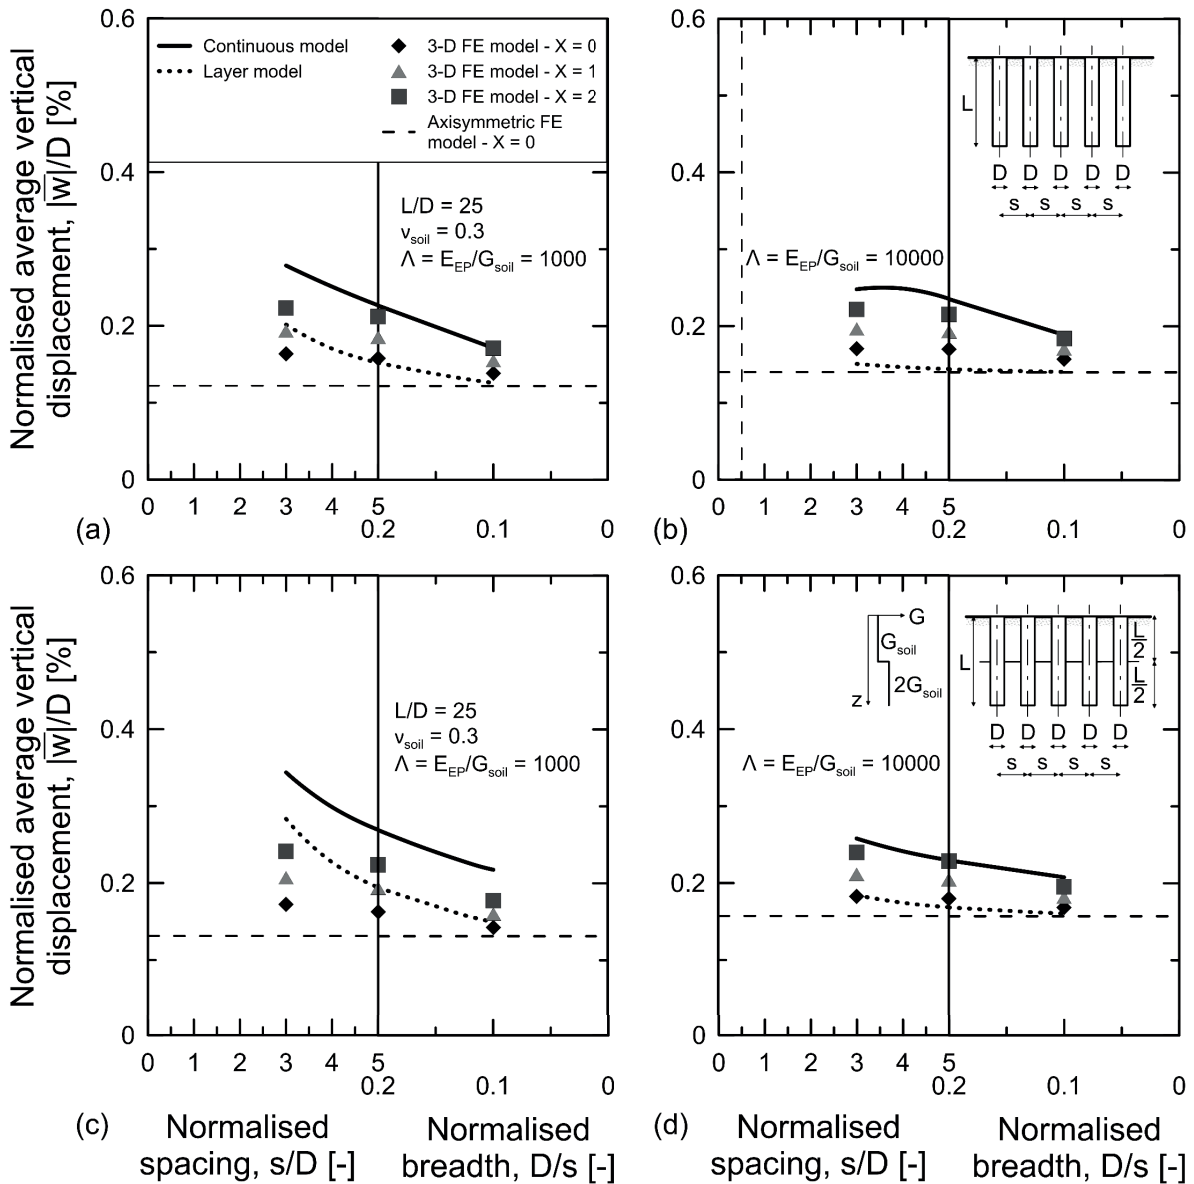 Normalised average vertical
displacement, |w̅|/D [%]
0.6
0.4
0.2
0
Continuous model
Layer model
3-D FE model - X = 0
3-D FE model - X = 1
3-D FE model - X = 2
Axisymmetric FE
model - X = 0
L/D = 25
νsoil = 0.3
Λ = EEP/Gsoil = 1000
0 1 2 3 4 5
0.2 0.1 0
(a)
0.6
0.4
0.2
0
L
D D D D D
s s s s
Λ = EEP/Gsoil = 10000
0 1 2 3 4 5
0.2 0.1 0
(b)
Normalised average vertical
displacement, |w̅|/D [%]
0.6
0.4
0.2
0
L/D = 25
νsoil = 0.3
Λ = EEP/Gsoil = 1000
0 1 2 3 4 5
0.2 0.1 0
(c)
Normalised
spacing, s/D [-]
Normalised
breadth, D/s [-]
0.6
0.4
0.2
0
G
Gsoil
2Gsoil
z
L
L/2
L/2
D D D D D
s s s s
Λ = EEP/Gsoil = 10000
0 1 2 3 4 5
0.2 0.1 0
(d)
Normalised
spacing, s/D [-]
Normalised
breadth, D/s [-]